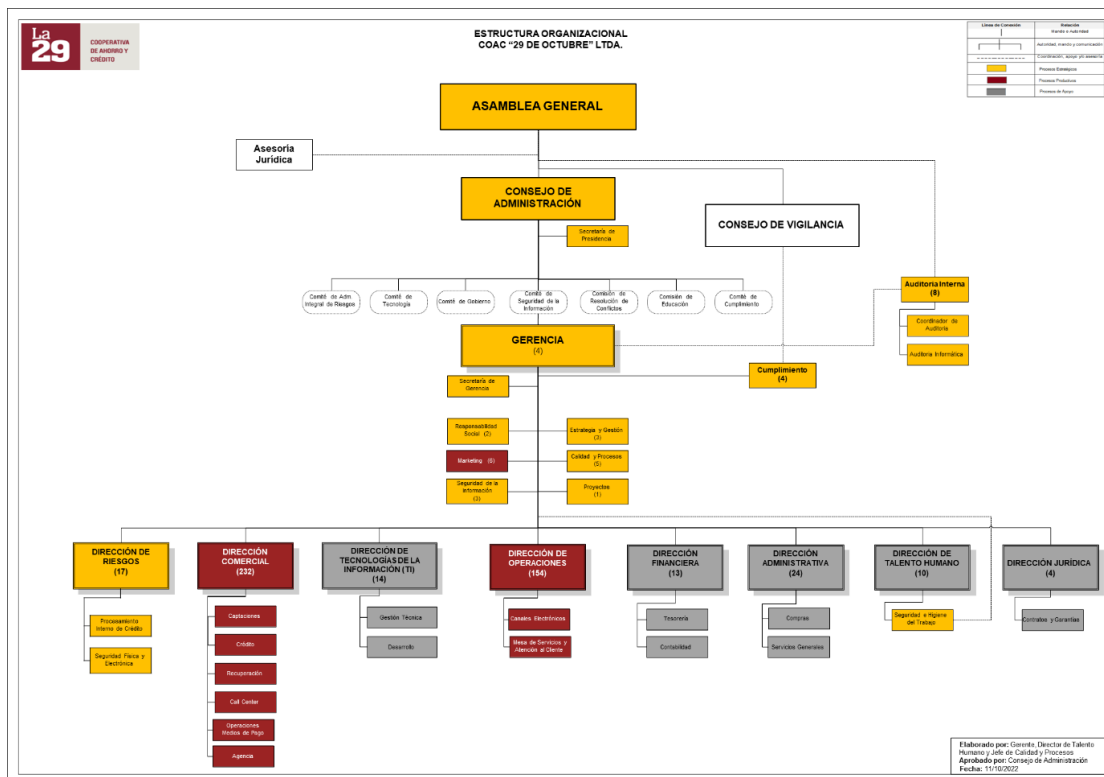 La
29
COOPERATIVA
DE AHORRO Y
CRÉDITO
ESTRUCTURA ORGANIZACIONAL
COAC “29 DE OCTUBRE” LTDA.
Línea de Conexión
Relación
Mando o Autoridad
Autoridad, mando y comunicación
Coordinación, apoyo y/o asesoría
Procesos Estratégicos
Procesos Productivos
Procesos de Apoyo
ASAMBLEA GENERAL
Asesoría
Jurídica
CONSEJO DE
ADMINISTRACIÓN
CONSEJO DE VIGILANCIA
Secretaría de
Presidencia
Comité de Adm.
Integral de Riesgos
Comité de
Tecnología
Comité de Gobierno
Comité de
Seguridad de la
Información
Comisión de
Resolución de
Conflictos
Comisión de
Educación
Comité de
Cumplimiento
Auditoría Interna
(8)
Coordinador de
Auditoría
Auditoría Informática
GERENCIA
(4)
Cumplimiento
(4)
Secretaría de
Gerencia
Responsabilidad
Social (2)
Estrategia y Gestión
(3)
Marketing (6)
Calidad y Procesos
(5)
Seguridad de la
Información
(3)
Proyectos
(1)
DIRECCIÓN DE
RIESGOS
(17)
DIRECCIÓN
COMERCIAL
(232)
DIRECCIÓN DE
TECNOLOGÍAS DE LA
INFORMACIÓN (TI)
(14)
DIRECCIÓN DE
OPERACIONES
(154)
DIRECCIÓN
FINANCIERA
(13)
DIRECCIÓN
ADMINISTRATIVA
(24)
DIRECCIÓN DE
TALENTO HUMANO
(10)
DIRECCIÓN JURÍDICA
(4)
Procesamiento
Interno de Crédito
Seguridad Física y
Electrónica
Captaciones
Crédito
Recuperación
Call Center
Operaciones
Medios de Pago
Agencia
Gestión Técnica
Desarrollo
Canales Electrónicos
Mesa de Servicios y
Atención al Cliente
Tesorería
Contabilidad
Compras
Servicios Generales
Seguridad e Higiene
del Trabajo
Contratos y Garantías
Elaborado por: Gerente, Director de Talento
Humano y Jefe de Calidad y Procesos
Aprobado por: Consejo de Administración
Fecha: 11/10/2022